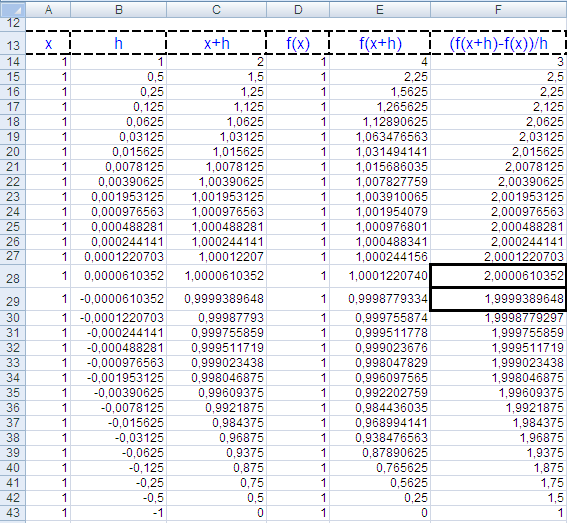 A B C D E F
12
13 x h x+h f(x) f(x+h) (f(x+h)-f(x))/h
14 1 1 2 1 4 3
15 1 0,5 1,5 1 2,25 2,5
16 1 0,25 1,25 1 1,5625 2,25
17 1 0,125 1,125 1 1,265625 2,125
18 1 0,0625 1,0625 1 1,12890625 2,0625
19 1 0,03125 1,03125 1 1,063476563 2,03125
20 1 0,015625 1,015625 1 1,031494141 2,015625
21 1 0,0078125 1,0078125 1 1,015686035 2,0078125
22 1 0,00390625 1,00390625 1 1,007827759 2,00390625
23 1 0,001953125 1,001953125 1 1,003910065 2,001953125
24 1 0,000976563 1,000976563 1 1,001954079 2,000976563
25 1 0,000488281 1,000488281 1 1,000976801 2,000488281
26 1 0,000244141 1,000244141 1 1,000488341 2,000244141
27 1 0,0001220703 1,00012207 1 1,000244156 2,0001220703
28 1 0,0000610352 1,0000610352 1 1,0001220740 2,0000610352
29 1 -0,0000610352 0,9999389648 1 0,9998779334 1,9999389648
30 1 -0,0001220703 0,99987793 1 0,999755874 1,9998779297
31 1 -0,000244141 0,999755859 1 0,999511778 1,999755859
32 1 -0,000488281 0,999511719 1 0,999023676 1,999511719
33 1 -0,000976563 0,999023438 1 0,998047829 1,999023438
34 1 -0,001953125 0,998046875 1 0,996097565 1,998046875
35 1 -0,00390625 0,99609375 1 0,992202759 1,99609375
36 1 -0,0078125 0,9921875 1 0,984436035 1,9921875
37 1 -0,015625 0,984375 1 0,968994141 1,984375
38 1 -0,03125 0,96875 1 0,938476563 1,96875
39 1 -0,0625 0,9375 1 0,87890625 1,9375
40 1 -0,125 0,875 1 0,765625 1,875
41 1 -0,25 0,75 1 0,5625 1,75
42 1 -0,5 0,5 1 0,25 1,5
43 1 -1 0 1 0 1